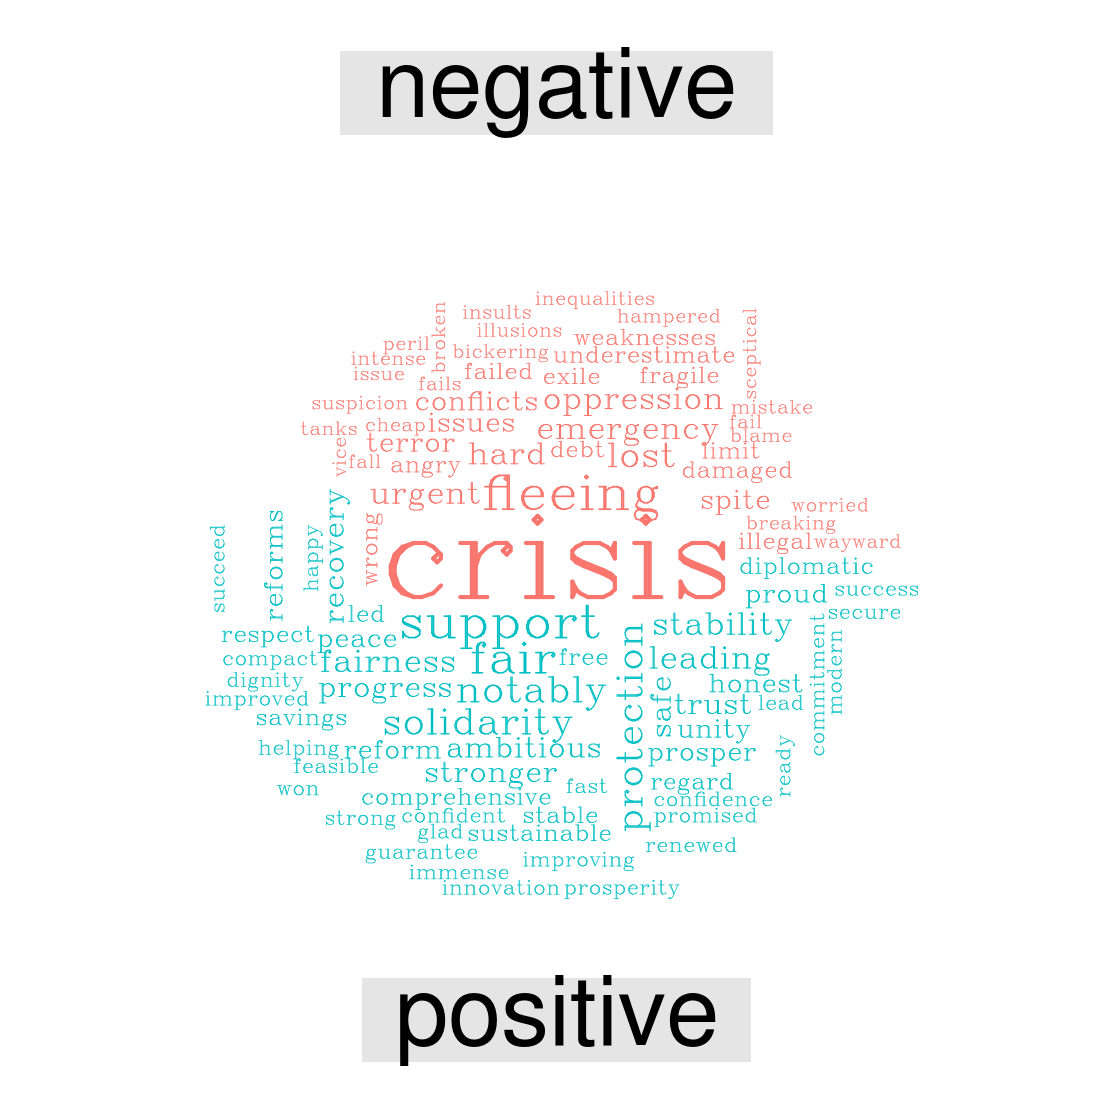 negative
inequalities
insults
hampered
broken
sceptical
illusions
weaknesses
peril
bickering
underestimate
intense
issue
failed
exile
fragile
fails
suspicion
conflicts
oppression
mistake
tanks
cheap
issues
emergency
fail
blame
vice
terror
hard
debt
lost
limit
fall
angry
damaged
urgent
fleeing
spite
worried
wrong
breaking
crisis
illegal
wayward
succeed
reforms
happy
recovery
diplomatic
proud
success
led
support
secure
respect
peace
stability
compact
fairness
fair
free
protection
leading
commitment
modern
dignity
progress
notably
safe
honest
improved
trust
lead
savings
solidarity
unity
helping
reform
ambitious
prosper
ready
feasible
stronger
regard
won
fast
comprehensive
confidence
strong
confident
stable
promised
glad
sustainable
guarantee
improving
renewed
immense
innovation
prosperity
positive